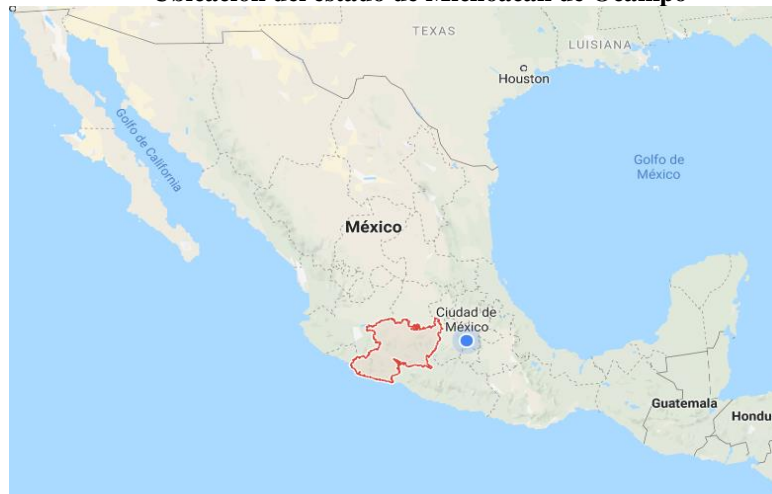 Ubicación del estado de Michoacán de Ocampo
TEXAS
LUISIANA
Houston
Golfo de
California
Golfo de
México
México
Ciudad de
México
Guatemala
Hondu